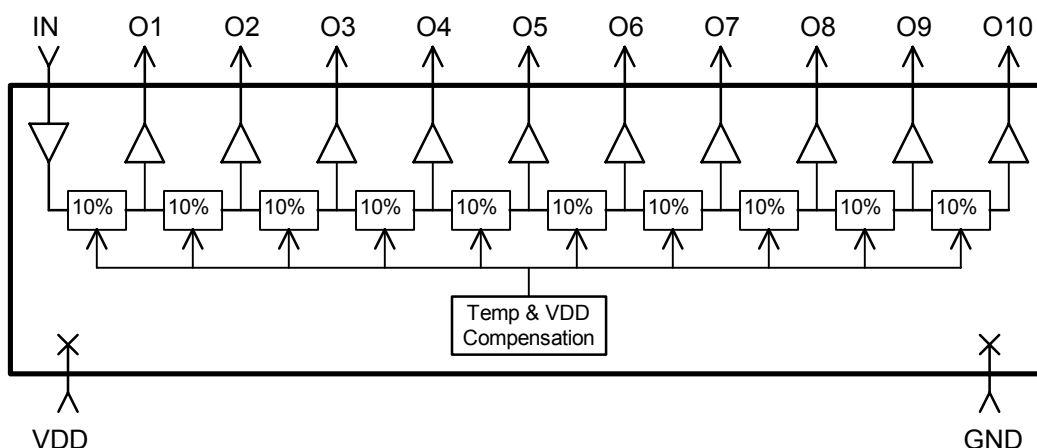 IN O1 O2 O3 O4 O5 O6 O7 O8 O9 O10
10% 10% 10% 10% 10% 10% 10% 10% 10% 10%
Temp & VDD
Compensation
VDD GND